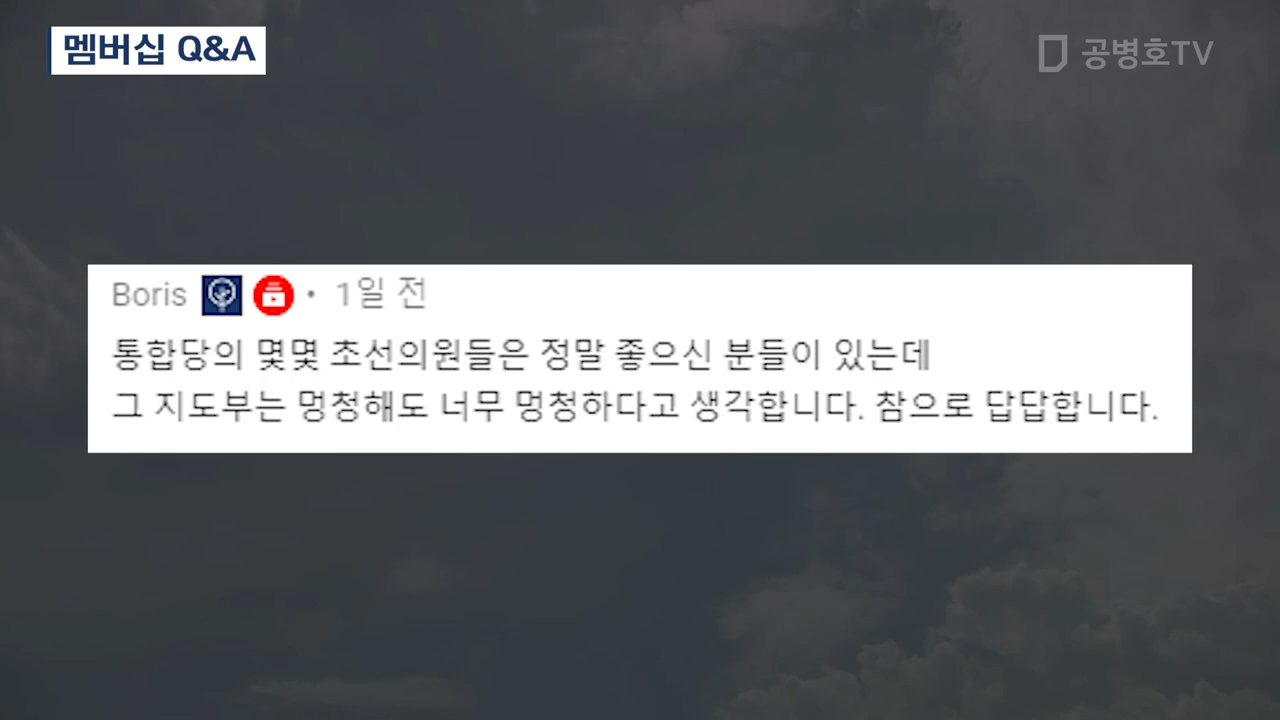 멤버십 Q&A
공병호TV
Boris • 1일 전
통합당의 몇몇 초선의원들은 정말 좋으신 분들이 있는데
그 지도부는 멍청해도 너무 멍청하다고 생각합니다. 참으로 답답합니다.